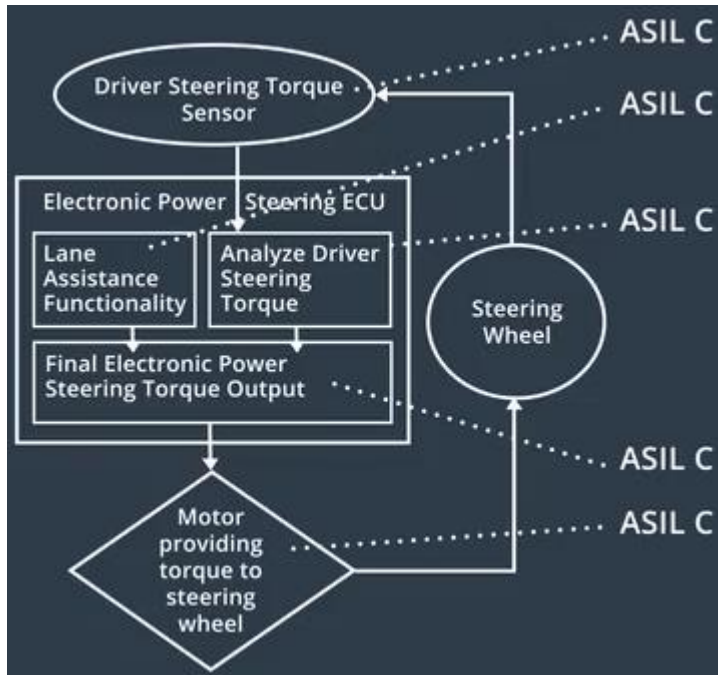 ASIL C
Driver Steering Torque
Sensor
ASIL C
Electronic Power Steering ECU
ASIL C
Lane
Assistance
Functionality
Analyze Driver
Steering
Torque
Steering
Wheel
Final Electronic Power
Steering Torque Output
ASIL C
ASIL C
Motor
providing
torque to
steering
wheel